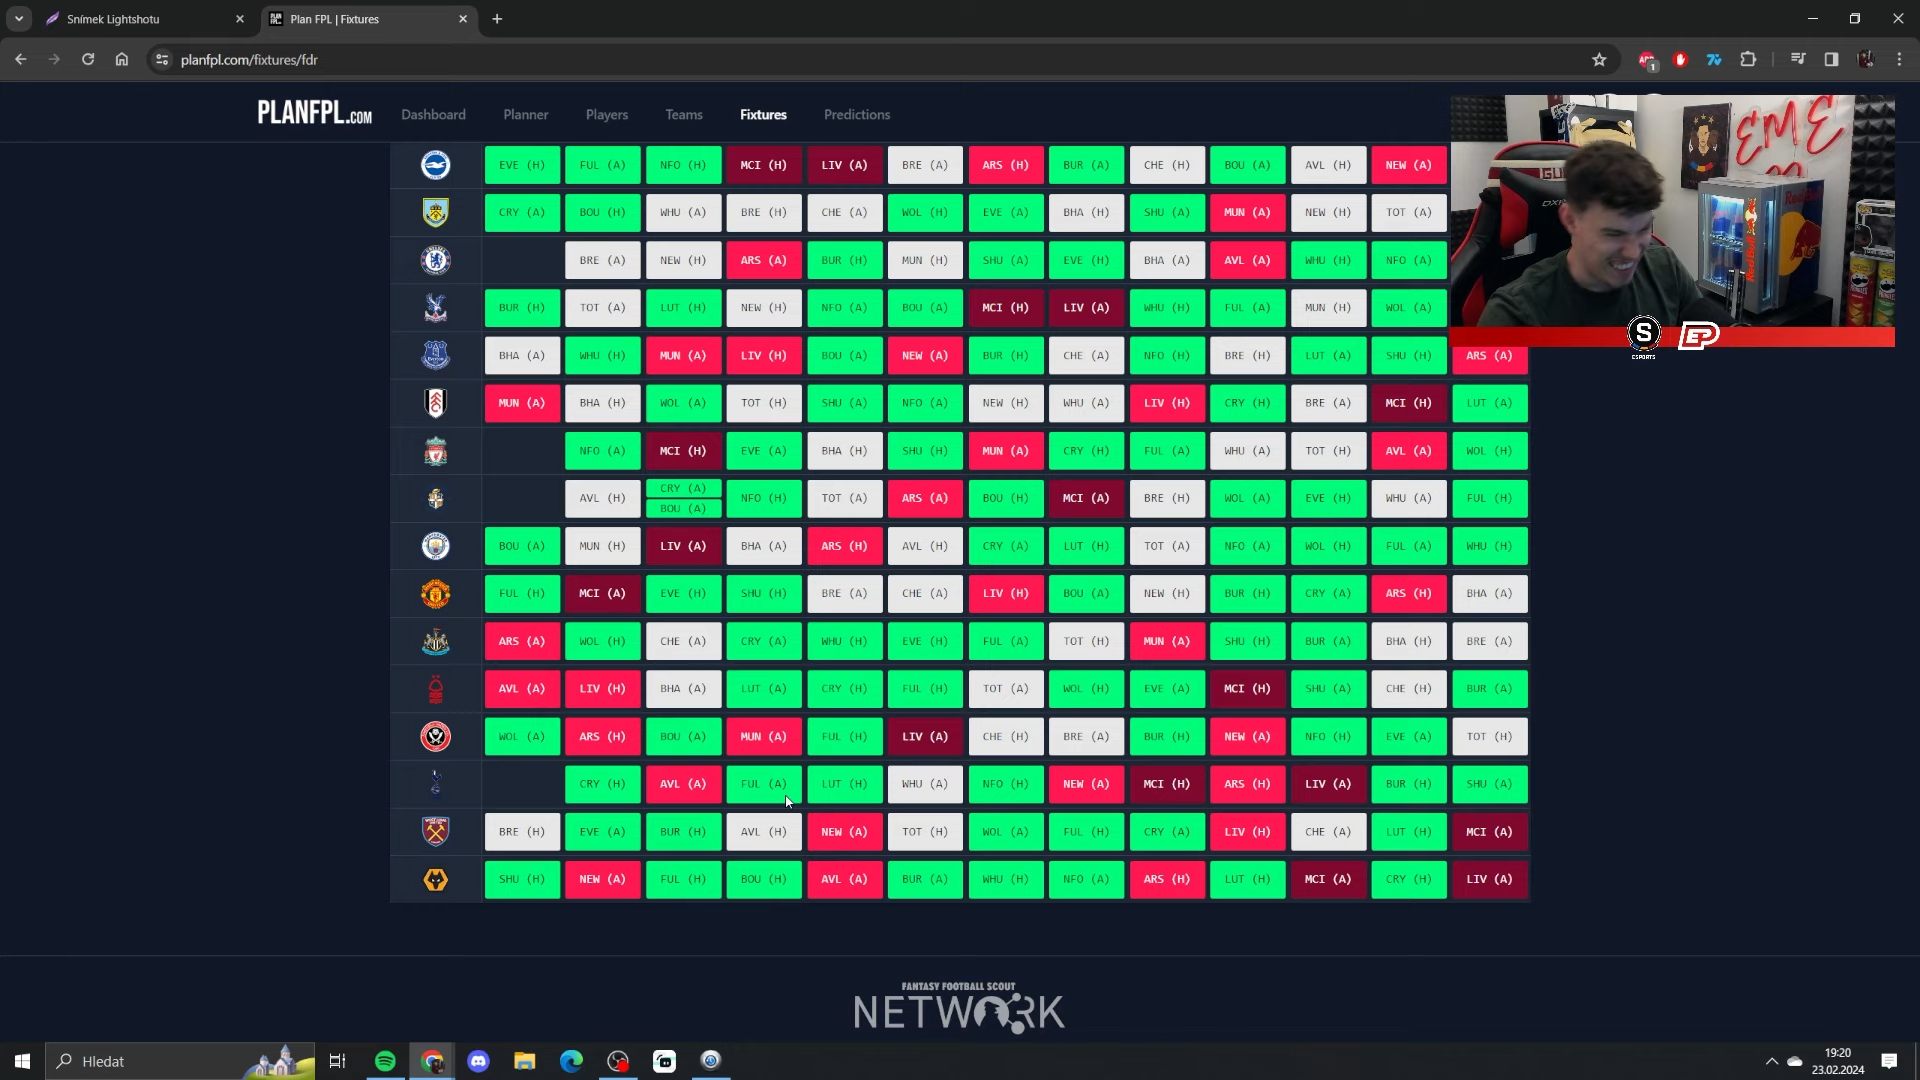 Snímek Lightshotu
Plan FPL | Fixtures
planfpl.com/fixtures/fdr
PLANFPL.COM Dashboard Planner Players Teams Fixtures Predictions
EVE (H) FUL (A) NFO (H) MCI (H) LIV (A) BRE (A) ARS (H) BUR (A) CHE (H) BOU (A) AVL (H) NEW (A)
CRY (A) BOU (H) WHU (A) BRE (H) CHE (A) WOL (H) EVE (A) BHA (H) SHU (A) MUN (A) NEW (H) TOT (A)
BRE (A) NEW (H) ARS (A) BUR (H) MUN (H) SHU (A) EVE (H) BHA (A) AVL (A) WHU (H) NFO (A)
BUR (H) TOT (A) LUT (H) NEW (H) NFO (A) BOU (A) MCI (H) LIV (A) WHU (H) FUL (A) MUN (H) WOL (A)
BHA (A) WHU (H) MUN (A) LIV (H) BOU (A) NEW (A) BUR (H) CHE (A) NFO (H) BRE (H) LUT (A) SHU (H) ARS (A)
MUN (A) BHA (H) WOL (A) TOT (H) SHU (A) NFO (A) NEW (H) WHU (A) LIV (H) CRY (H) BRE (A) MCI (H) LUT (A)
NFO (A) MCI (H) EVE (A) BHA (H) SHU (H) MUN (A) CRY (H) FUL (A) WHU (A) TOT (H) AVL (A) WOL (H)
AVL (H) CRY (A) BOU (A) NFO (H) TOT (A) ARS (A) BOU (H) MCI (A) BRE (H) WOL (A) EVE (H) WHU (A) FUL (H)
BOU (A) MUN (H) LIV (A) BHA (A) ARS (H) AVL (H) CRY (A) LUT (H) TOT (A) NFO (A) WOL (H) FUL (A) WHU (H)
FUL (H) MCI (A) EVE (H) SHU (H) BRE (A) CHE (A) LIV (H) BOU (A) NEW (H) BUR (H) CRY (A) ARS (H) BHA (A)
ARS (A) WOL (H) CHE (A) CRY (A) WHU (H) EVE (H) FUL (A) TOT (H) MUN (A) SHU (H) BUR (A) BHA (H) BRE (A)
AVL (A) LIV (H) BHA (A) LUT (A) CRY (H) FUL (H) TOT (A) WOL (H) EVE (A) MCI (H) SHU (A) CHE (H) BUR (A)
WOL (A) ARS (H) BOU (A) MUN (A) FUL (H) LIV (A) CHE (H) BRE (A) BUR (H) NEW (A) NFO (H) EVE (A) TOT (H)
CRY (H) AVL (A) FUL (A) LUT (H) WHU (A) NFO (H) NEW (A) MCI (H) ARS (H) LIV (A) BUR (H) SHU (A)
BRE (H) EVE (A) BUR (H) AVL (H) NEW (A) TOT (H) WOL (A) FUL (H) CRY (A) LIV (H) CHE (A) LUT (H) MCI (A)
SHU (H) NEW (A) FUL (H) BOU (H) AVL (A) BUR (A) WHU (H) NFO (A) ARS (H) LUT (H) MCI (A) CRY (H) LIV (A)
EME
Red Bull
S
ESPORTS
EP
FANTASY FOOTBALL SCOUT
NETWORK
Hledat
19:20
23.02.2024